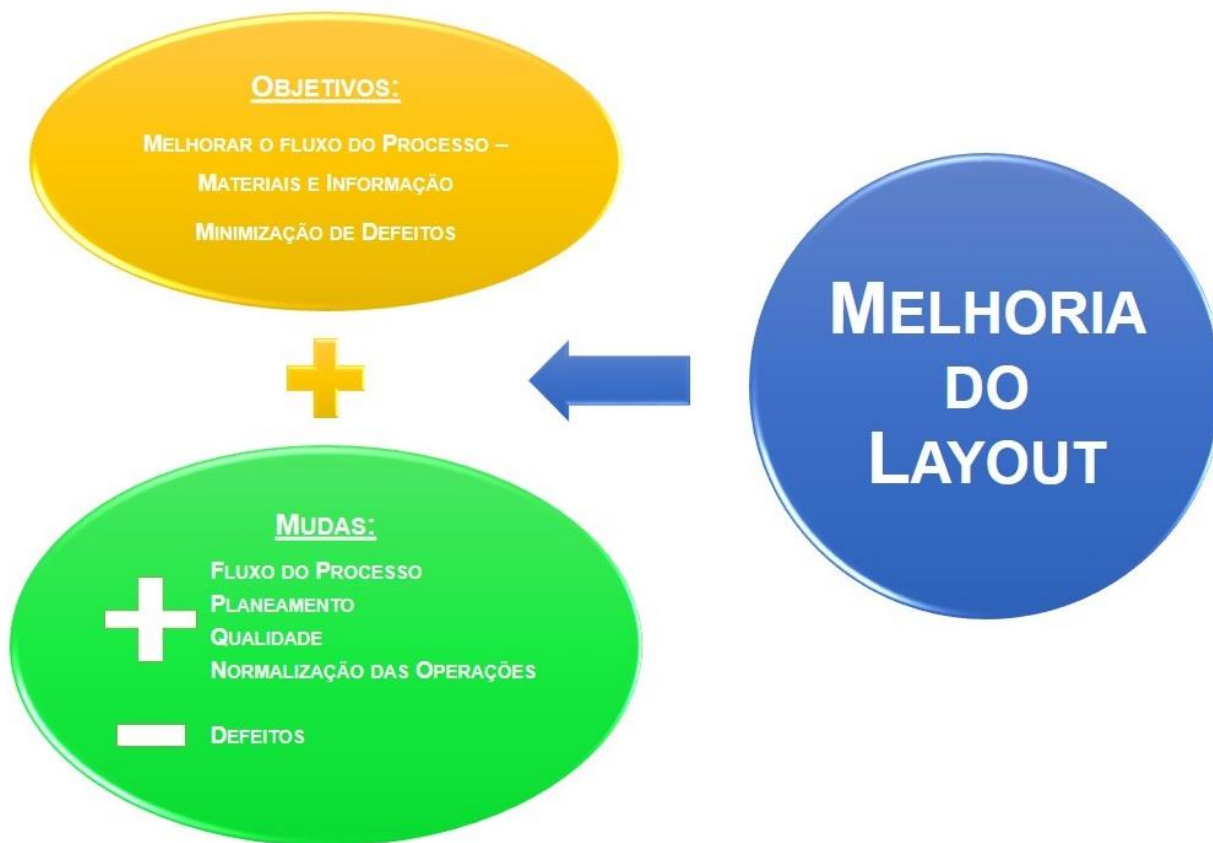 OBJETIVOS:
MELHORAR O FLUXO DO PROCESSO –
MATERIAIS E INFORMAÇÃO
MINIMIZAÇÃO DE DEFEITOS
MELHORIA
DO
LAYOUT
MUDAS:
FLUXO DO PROCESSO
PLANEAMENTO
QUALIDADE
NORMALIZAÇÃO DAS OPERAÇÕES
DEFEITOS